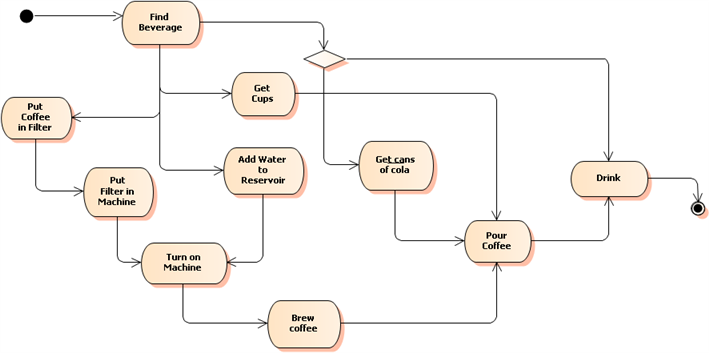 Find
Beverage
Get
Cups
Put
Coffee
in Filter
Put
Filter in
Machine
Add Water
to
Reservoir
Get cans
of cola
Drink
Pour
Coffee
Turn on
Machine
Brew
coffee